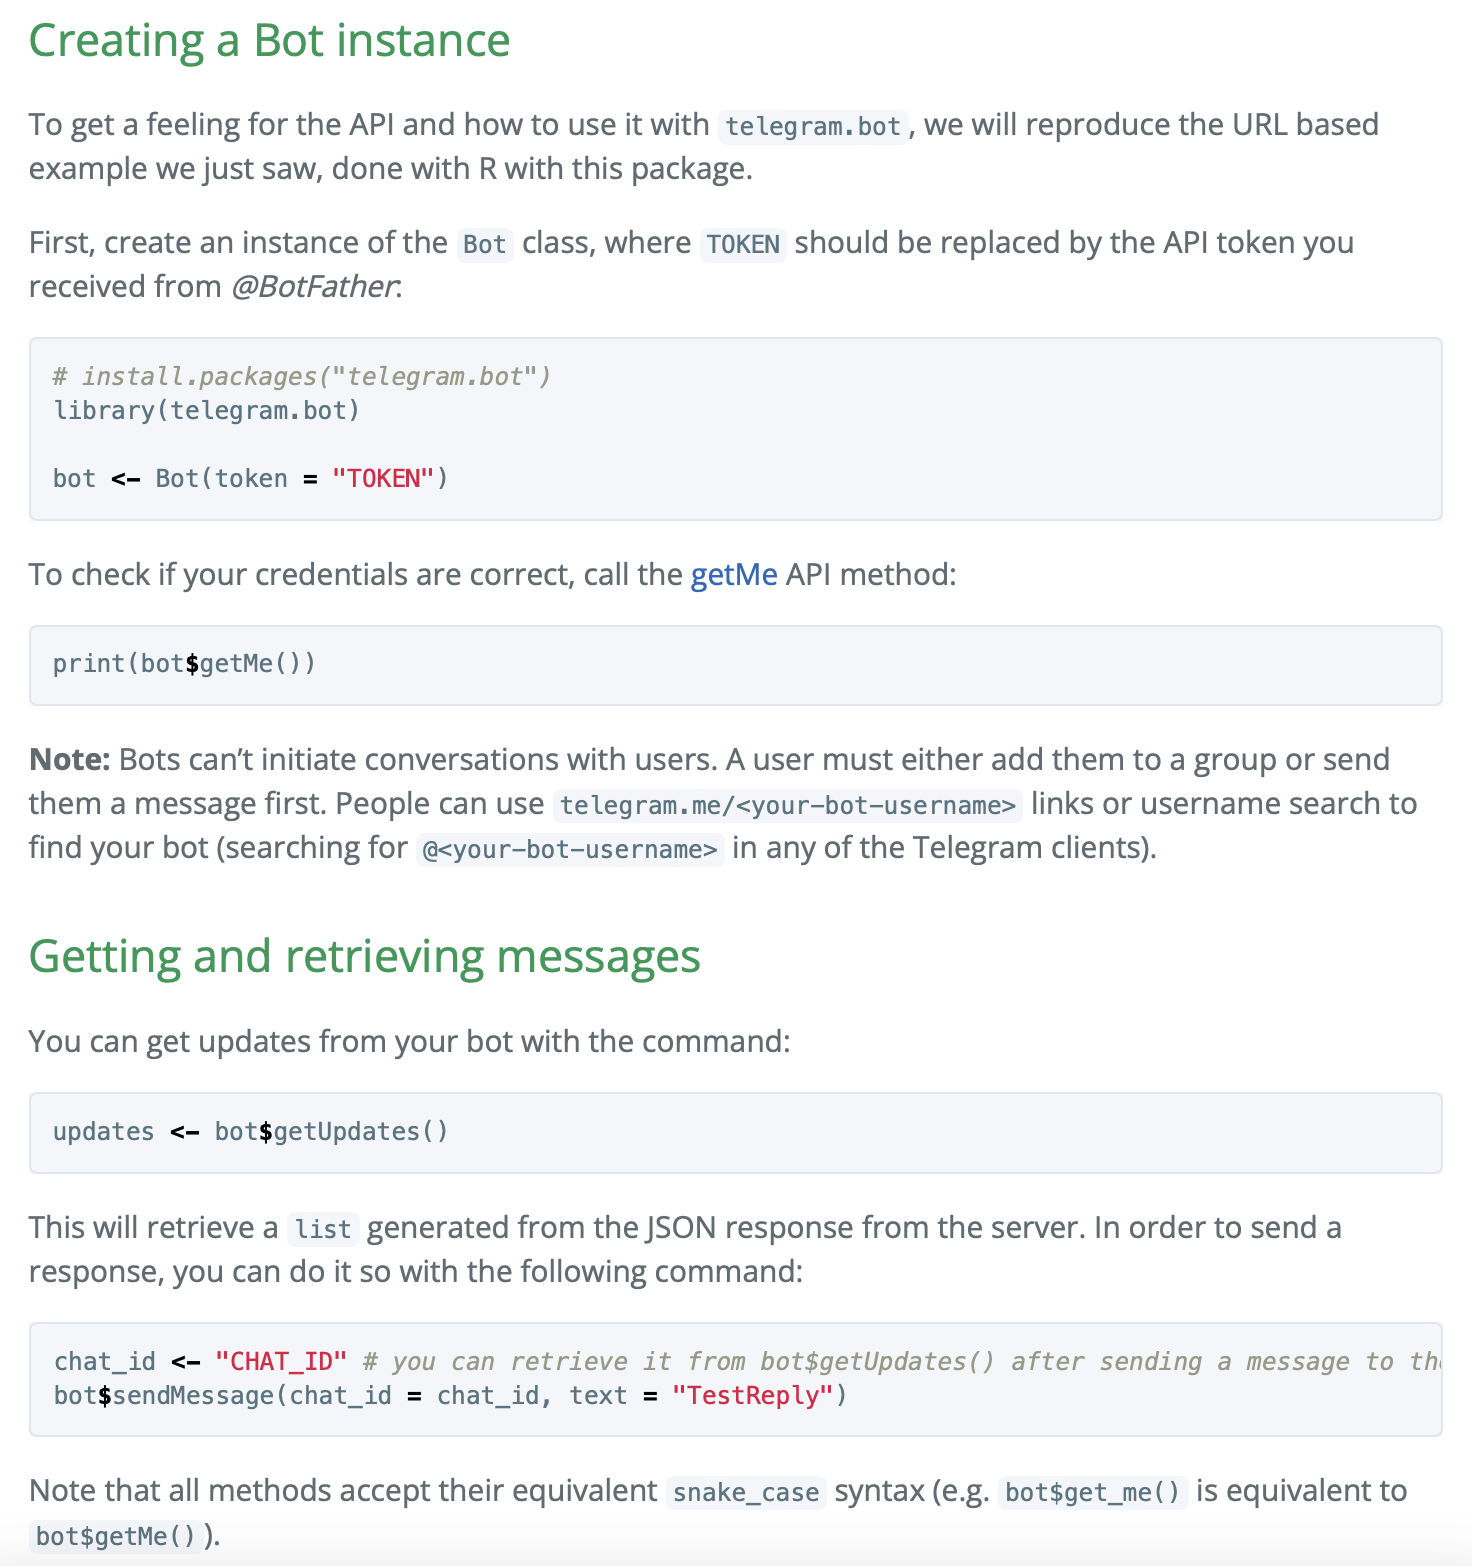 Creating a Bot instance
To get a feeling for the API and how to use it with telegram.bot, we will reproduce the URL based
example we just saw, done with R with this package.
First, create an instance of the Bot class, where TOKEN should be replaced by the API token you
received from @BotFather:
# install.packages("telegram.bot")
library(telegram.bot)
bot <- Bot(token = "TOKEN")
To check if your credentials are correct, call the getMe API method:
print(bot$getMe())
Note: Bots can’t initiate conversations with users. A user must either add them to a group or send
them a message first. People can use telegram.me/<your-bot-username> links or username search to
find your bot (searching for @<your-bot-username> in any of the Telegram clients).
Getting and retrieving messages
You can get updates from your bot with the command:
updates <- bot$getUpdates()
This will retrieve a list generated from the JSON response from the server. In order to send a
response, you can do it so with the following command:
chat_id <- "CHAT_ID" # you can retrieve it from bot$getUpdates() after sending a message to
bot$sendMessage(chat_id = chat_id, text = "TestReply")
Note that all methods accept their equivalent snake_case syntax (e.g. bot$get_me() is equivalent to
bot$getMe()).